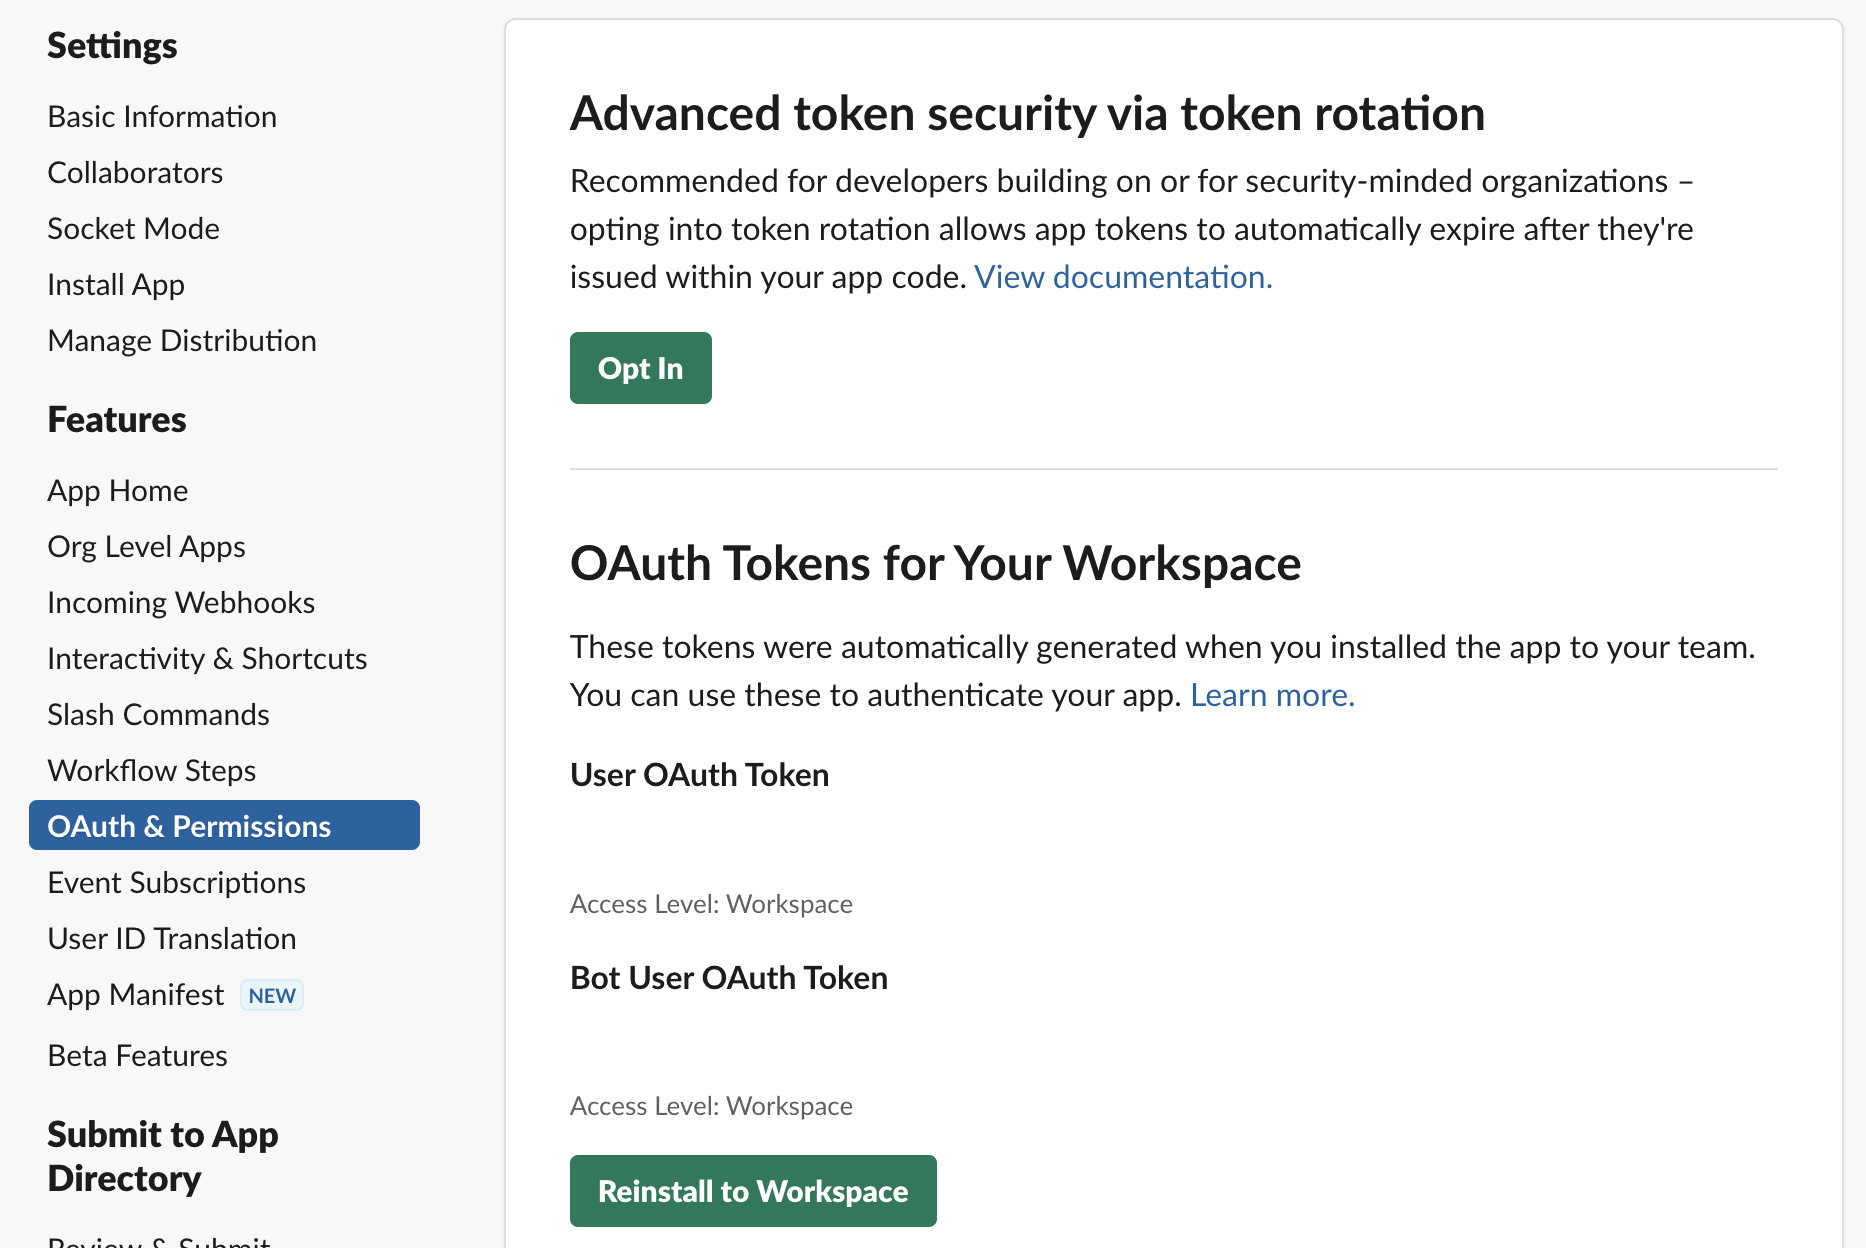 Settings
Basic Information
Collaborators
Socket Mode
Install App
Manage Distribution
Features
App Home
Org Level Apps
Incoming Webhooks
Interactivity & Shortcuts
Slash Commands
Workflow Steps
OAuth & Permissions
Event Subscriptions
User ID Translation
App Manifest NEW
Beta Features
Submit to App
Directory
Review & Submit
Advanced token security via token rotation
Recommended for developers building on or for security-minded organizations –
opting into token rotation allows app tokens to automatically expire after they're
issued within your app code. View documentation.
Opt In
OAuth Tokens for Your Workspace
These tokens were automatically generated when you installed the app to your team.
You can use these to authenticate your app. Learn more.
User OAuth Token
Access Level: Workspace
Bot User OAuth Token
Access Level: Workspace
Reinstall to Workspace